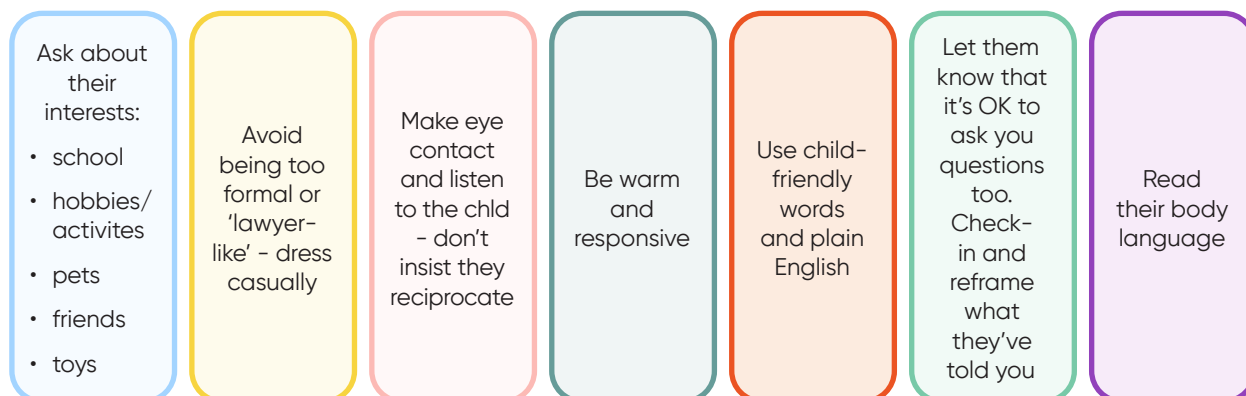 Ask about
their
interests:
• school
• hobbies/
activites
• pets
• friends
• toys
Avoid
being too
formal or
‘lawyer-
like’ - dress
casually
Make eye
contact
and listen
to the chld
- don’t
insist they
reciprocate
Be warm
and
responsive
Use child-
friendly
words
and plain
English
Let them
know that
it’s OK to
ask you
questions
too.
Check-
in and
reframe
what
they’ve
told you
Read
their body
language